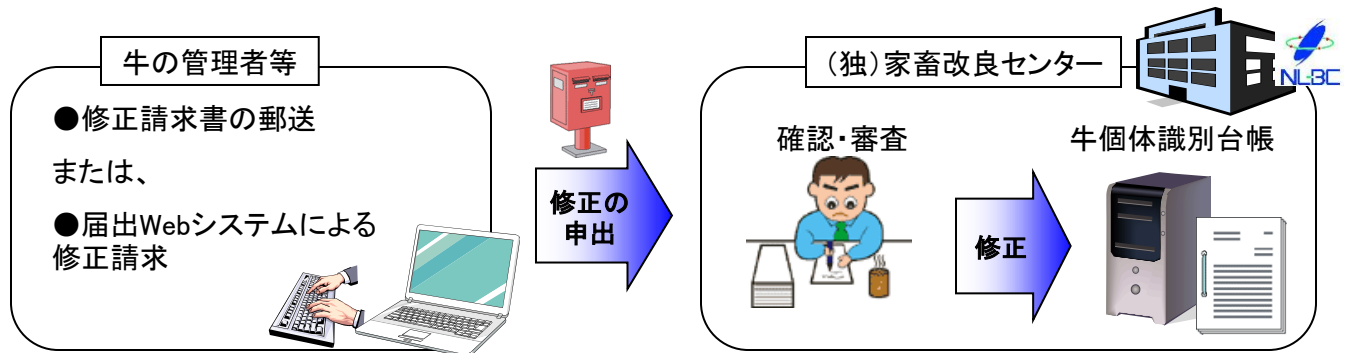 牛の管理者等
●修正請求書の郵送
または、
●届出Webシステムによる
修正請求
修正の
申出
（独）家畜改良センター
NLBC
確認・審査
修正
牛個体識別台帳